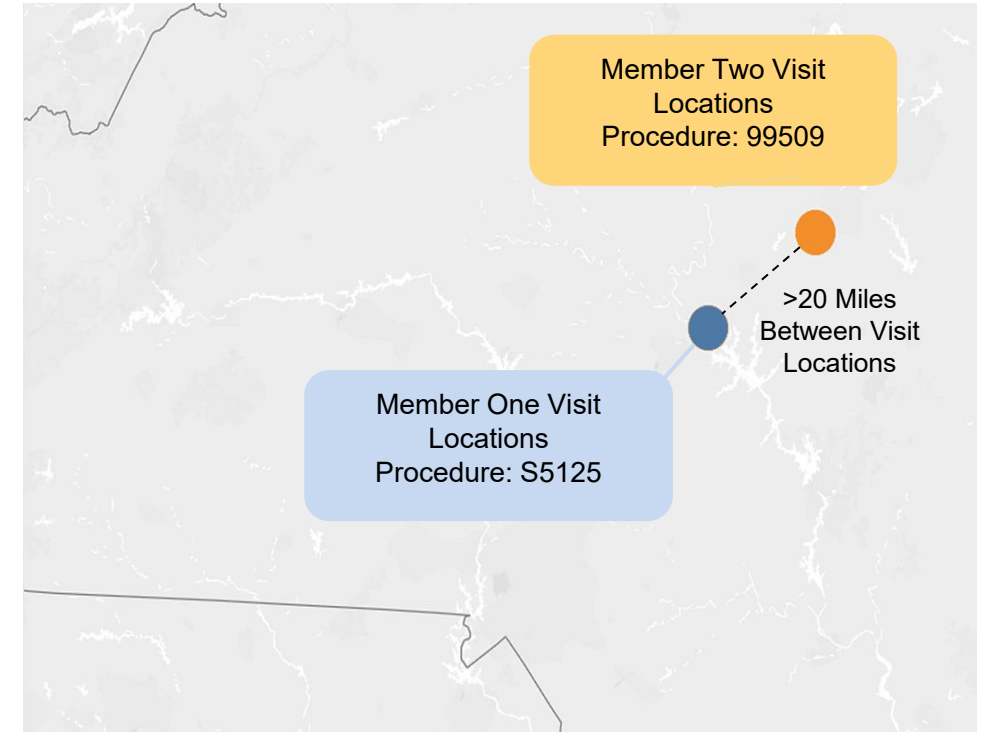 Member Two Visit
Locations
Procedure: 99509
>20 Miles
Between Visit
Locations
Member One Visit
Locations
Procedure: S5125